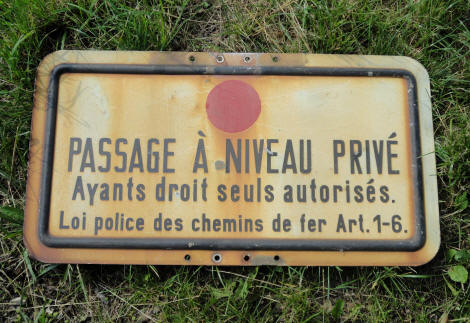 PASSAGE À NIVEAU PRIVÉ
Ayants droit seuls autorisés.
Loi police des chemins de fer Art. 1-6.